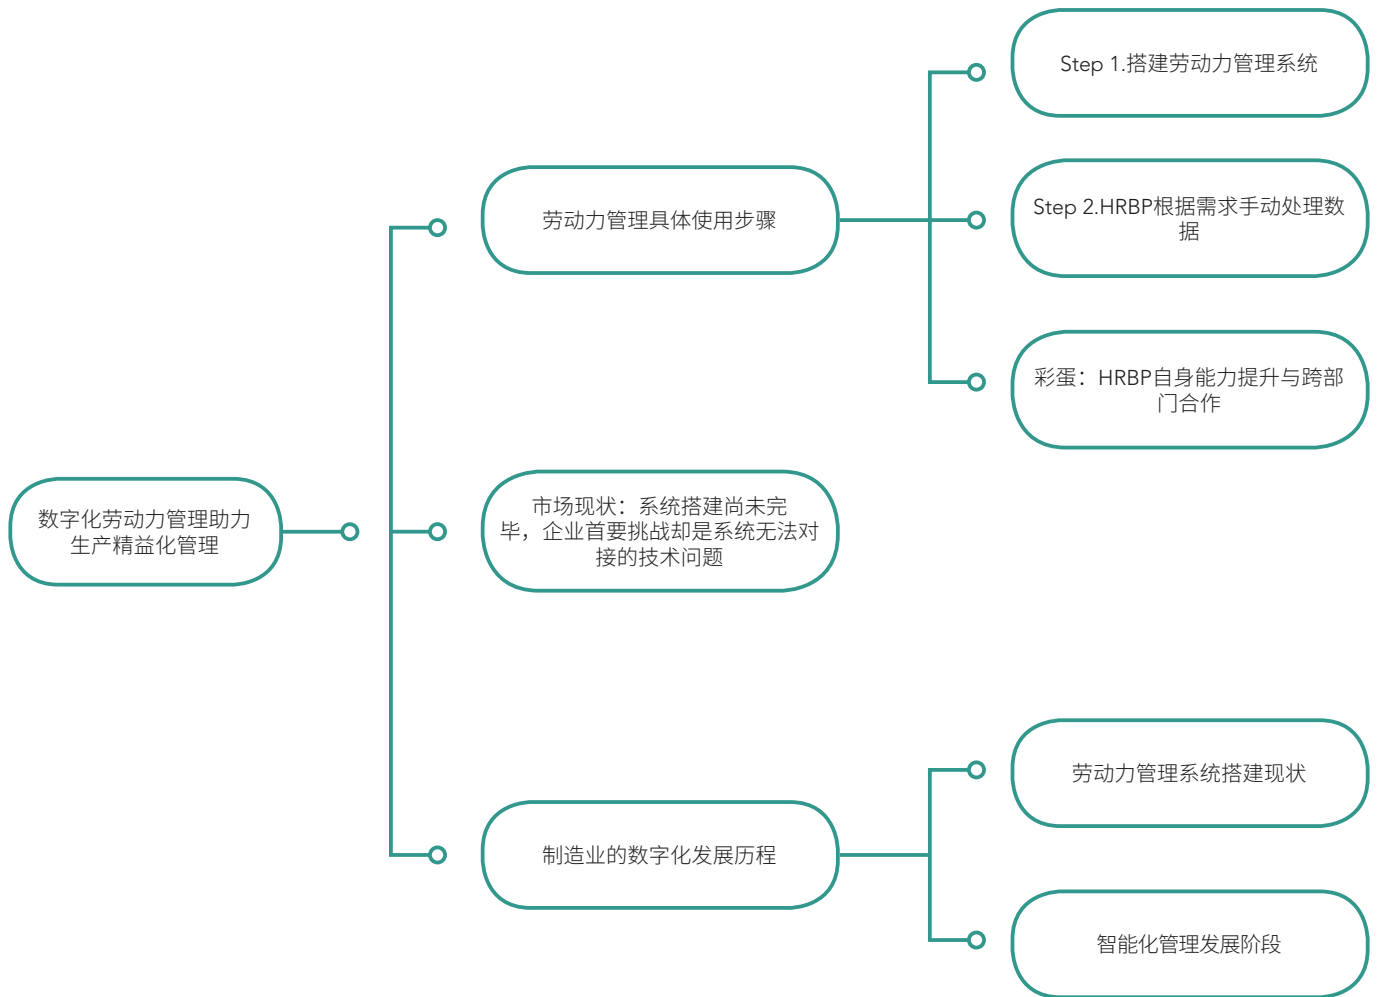 Step 1.搭建劳动力管理系统
劳动力管理具体使用步骤
Step 2.HRBP根据需求手动处理数
据
彩蛋：HRBP自身能力提升与跨部
门合作
数字化劳动力管理助力
生产精益化管理
市场现状：系统搭建尚未完
毕，企业首要挑战却是系统无法对
接的技术问题
制造业的数字化发展历程
劳动力管理系统搭建现状
智能化管理发展阶段